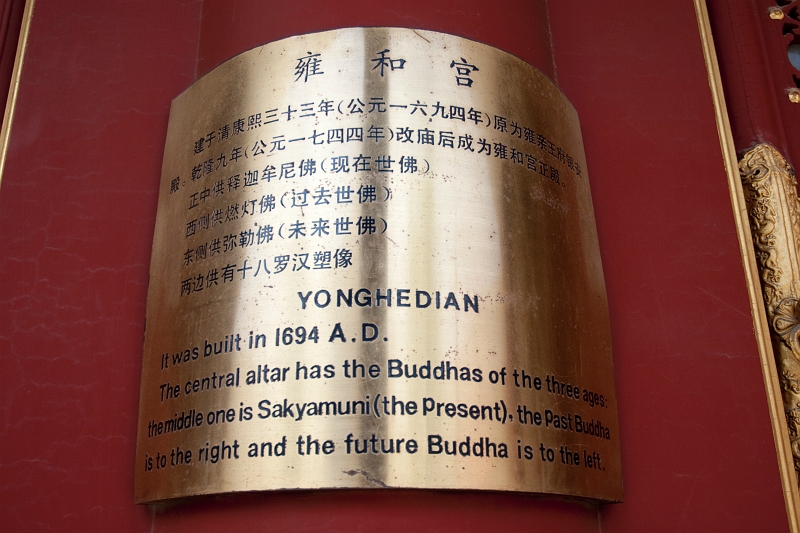 雍和宫
建于清康熙三十三年(公元一六九四年)原为雍亲王府银安
殿。乾隆九年(公元一七四四年)改庙后成为雍和宫正殿。
正中供释迦牟尼佛(现在世佛)
西侧供燃灯佛(过去世佛)
东侧供弥勒佛(未来世佛)
两边供有十八罗汉塑像
YONGHEDIAN
It was built in 1694 A.D.
The central altar has the Buddhas of the three ages:
the middle one is Sakyamuni (the Present), the Past Buddha
is to the right and the future Buddha is to the left.